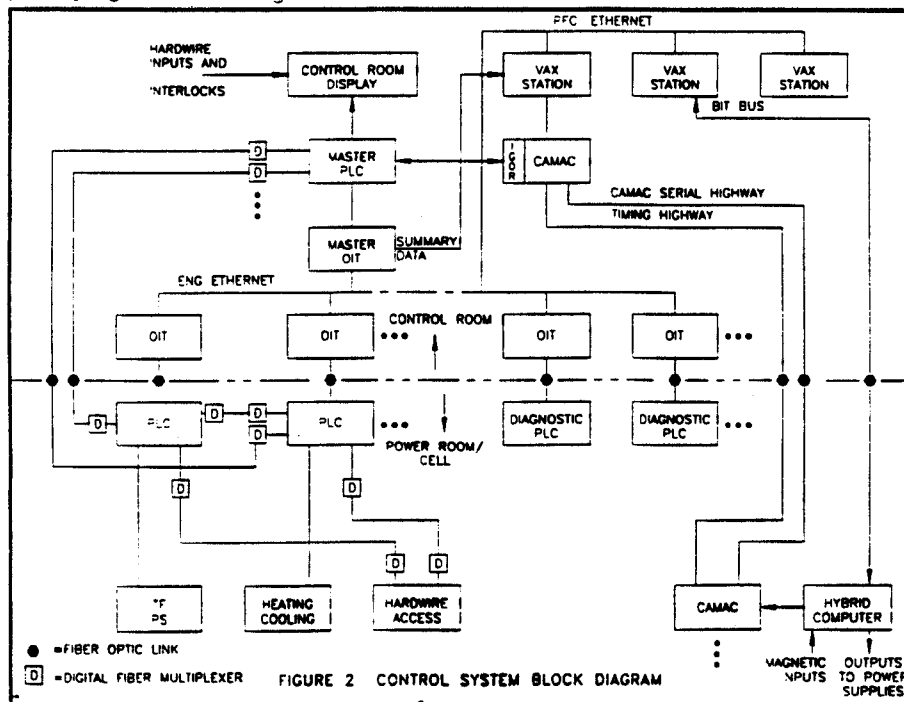 PFC ETHERNET
HARDWIRE
INPUTS AND
INTERLOCKS
CONTROL ROOM
DISPLAY
VAX
STATION
VAX
STATION
VAX
STATION
BIT BUS
D
D
MASTER
PLC
IGOR
CAMAC
CAMAC SERIAL HIGHWAY
TIMING HIGHWAY
MASTER
OIT
SUMMARY
DATA
ENG ETHERNET
OIT
OIT
CONTROL ROOM
OIT
OIT
D
PLC
D
D
D
PLC
POWER ROOM/
CELL
DIAGNOSTIC
PLC
DIAGNOSTIC
PLC
D
D
D
D
PS
HEATING
COOLING
HARDWIRE
ACCESS
CAMAC
HYBRID
COMPUTER
● =FIBER OPTIC LINK
D =DIGITAL FIBER MULTIPLEXER
FIGURE 2 CONTROL SYSTEM BLOCK DIAGRAM
MAGNETIC
INPUTS
OUTPUTS
TO POWER
SUPPLIES